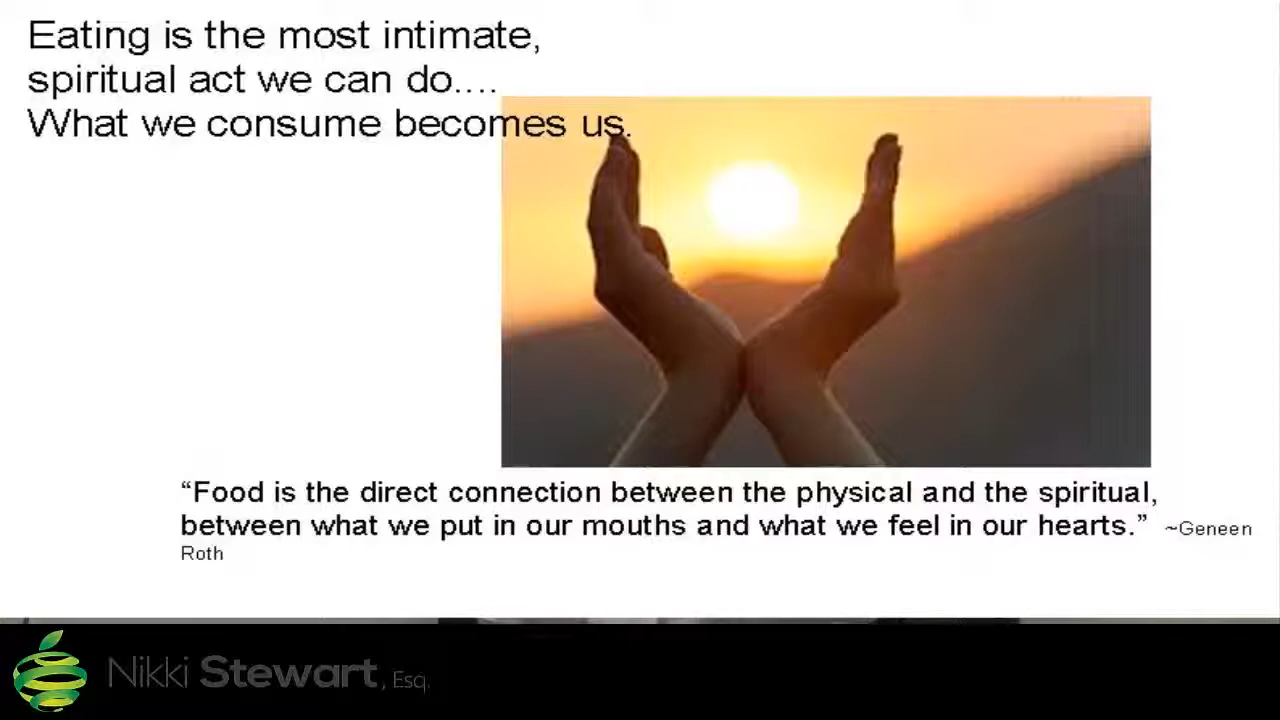 Eating is the most intimate,
spiritual act we can do....
What we consume becomes us.
“Food is the direct connection between the physical and the spiritual,
between what we put in our mouths and what we feel in our hearts.” ~Geneen
Roth
Nikki Stewart, Esq.